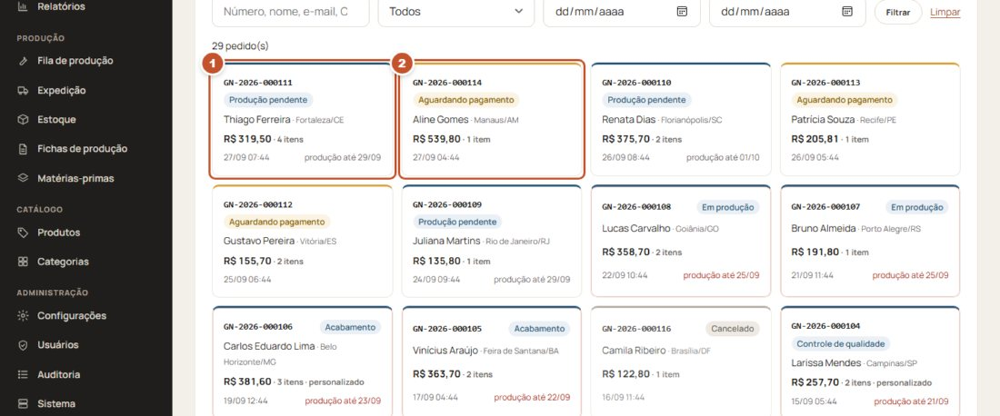 Relatórios
PRODUÇÃO
Fila de produção
Expedição
Estoque
Fichas de produção
Matérias-primas
CATÁLOGO
Produtos
Categorias
ADMINISTRAÇÃO
Configurações
Usuários
Auditoria
Sistema
Número, nome, e-mail, C
Todos
dd/mm/aaaa
dd/mm/aaaa
Filtrar
Limpar
29 pedido(s)
1
GN-2026-000111
Produção pendente
Thiago Ferreira · Fortaleza/CE
R$ 319,50 · 4 itens
27/09 07:44 produção até 29/09
2
GN-2026-000114
Aguardando pagamento
Aline Gomes · Manaus/AM
R$ 539,80 · 1 item
27/09 04:44
GN-2026-000110
Produção pendente
Renata Dias · Florianópolis/SC
R$ 375,70 · 2 itens
26/09 08:44 produção até 01/10
GN-2026-000113
Aguardando pagamento
Patrícia Souza · Recife/PE
R$ 205,81 · 1 item
26/09 05:44
GN-2026-000112
Aguardando pagamento
Gustavo Pereira · Vitória/ES
R$ 155,70 · 2 itens
25/09 06:44
GN-2026-000109
Produção pendente
Juliana Martins · Rio de Janeiro/RJ
R$ 135,80 · 1 item
24/09 09:44 produção até 29/09
GN-2026-000108 Em produção
Lucas Carvalho · Goiânia/GO
R$ 358,70 · 2 itens
22/09 10:44 produção até 25/09
GN-2026-000107 Em produção
Bruno Almeida · Porto Alegre/RS
R$ 191,80 · 1 item
21/09 11:44 produção até 25/09
GN-2026-000106 Acabamento
Carlos Eduardo Lima · Belo
Horizonte/MG
R$ 381,60 · 3 itens · personalizado
19/09 12:44 produção até 23/09
GN-2026-000105 Acabamento
Vinícius Araújo · Feira de Santana/BA
R$ 363,70 · 2 itens
17/09 04:44 produção até 22/09
GN-2026-000116 Cancelado
Camila Ribeiro · Brasília/DF
R$ 122,80 · 1 item
16/09 11:44
GN-2026-000104
Controle de qualidade
Larissa Mendes · Campinas/SP
R$ 257,70 · 2 itens · personalizado
15/09 05:44 produção até 21/09